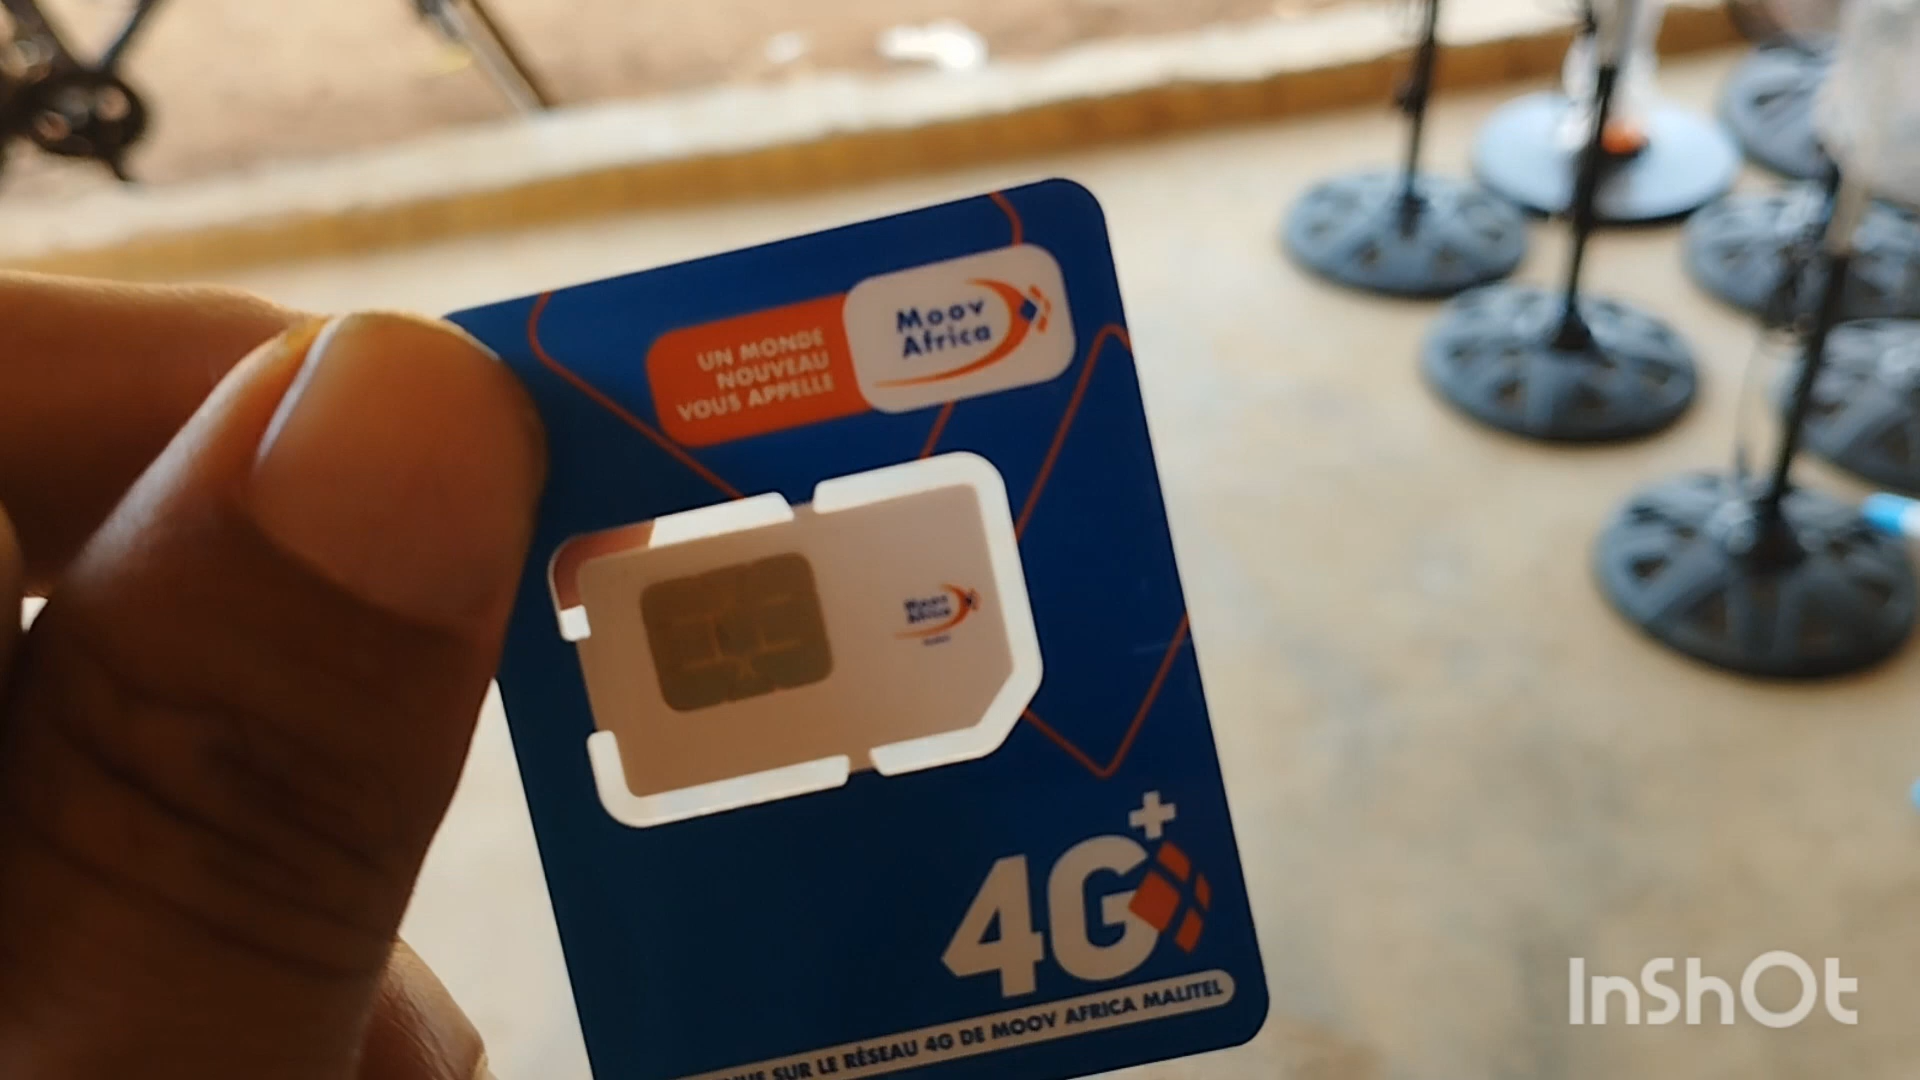 UN MONDE
NOUVEAU
VOUS APPELLE
Moov
Africa
Moov
Africa
4G+
SUR LE RÉSEAU 4G DE MOOV AFRICA MALITEL
InShOt